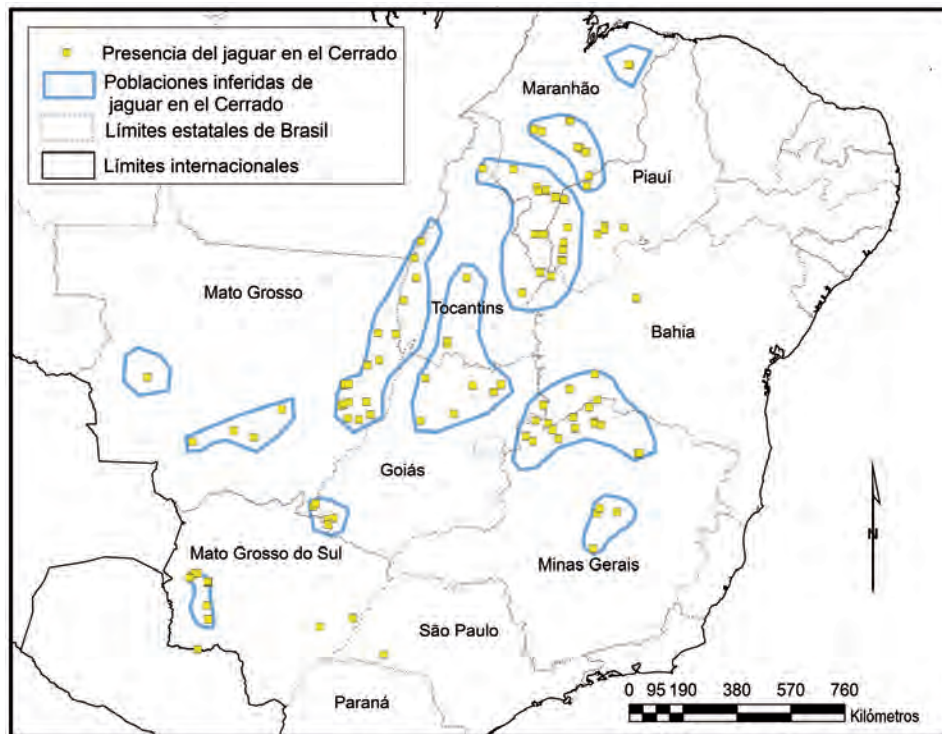 Presencia del jaguar en el Cerrado
Poblaciones inferidas de
jaguar en el Cerrado
Límites estatales de Brasil
Límites internacionales
Maranhão
Piauí
Mato Grosso
Tocantins
Bahia
Goiás
Mato Grosso do Sul
Minas Gerais
São Paulo
Paraná
N
0 95 190 380 570 760
Kilómetros